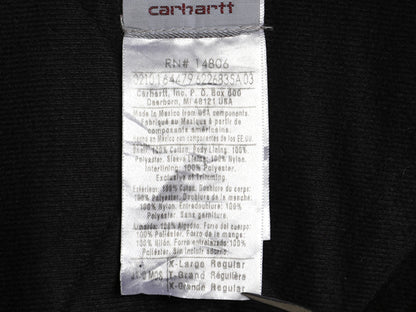 carhartt
RN# 14806
Carhartt, Inc. P. O. Box 600
Dearborn, MI 48121 USA
Made in Mexico from USA components.
Fabriqué au Mexique à partir de
composants américains.
Hecho en México con componentes de los EE.UU.
Shell: 100% Cotton. Body Lining: 100%
Polyester. Sleeve Lining: 100% Nylon.
Interlining: 100% Polyester.
Exclusive of Trimming.
Extérieur: 100% Coton. Doublure du corps:
100% Polyester. Doublure de la manche:
100% Nylon. Entredoublure: 100%
Polyester. Sans garniture.
100% Algodón. Forro del cuerpo:
100% Poliéster. Forro de la manga:
100% Nilón. Forro entrelazado: 100%
Poliéster. Sin incluir adorno.
X-Large Regular
MDS T-Grand Régulière
X-Grande Regular